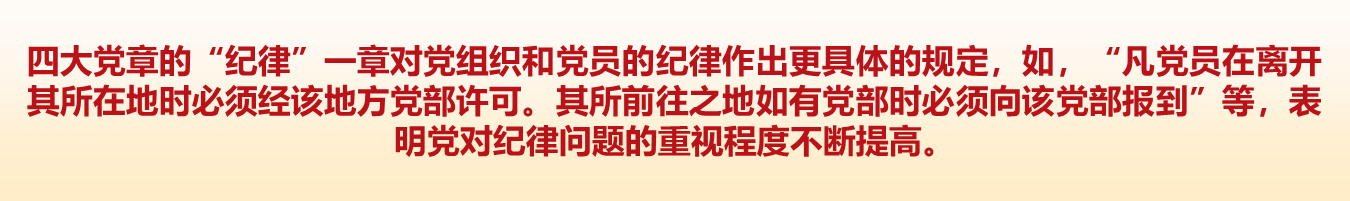 四大党章的“纪律”一章对党组织和党员的纪律作出更具体的规定，如，“凡党员在离开
其所在地时必须经该地方党部许可。其所前往之地如有党部时必须向该党部报到”等，表
明党对纪律问题的重视程度不断提高。